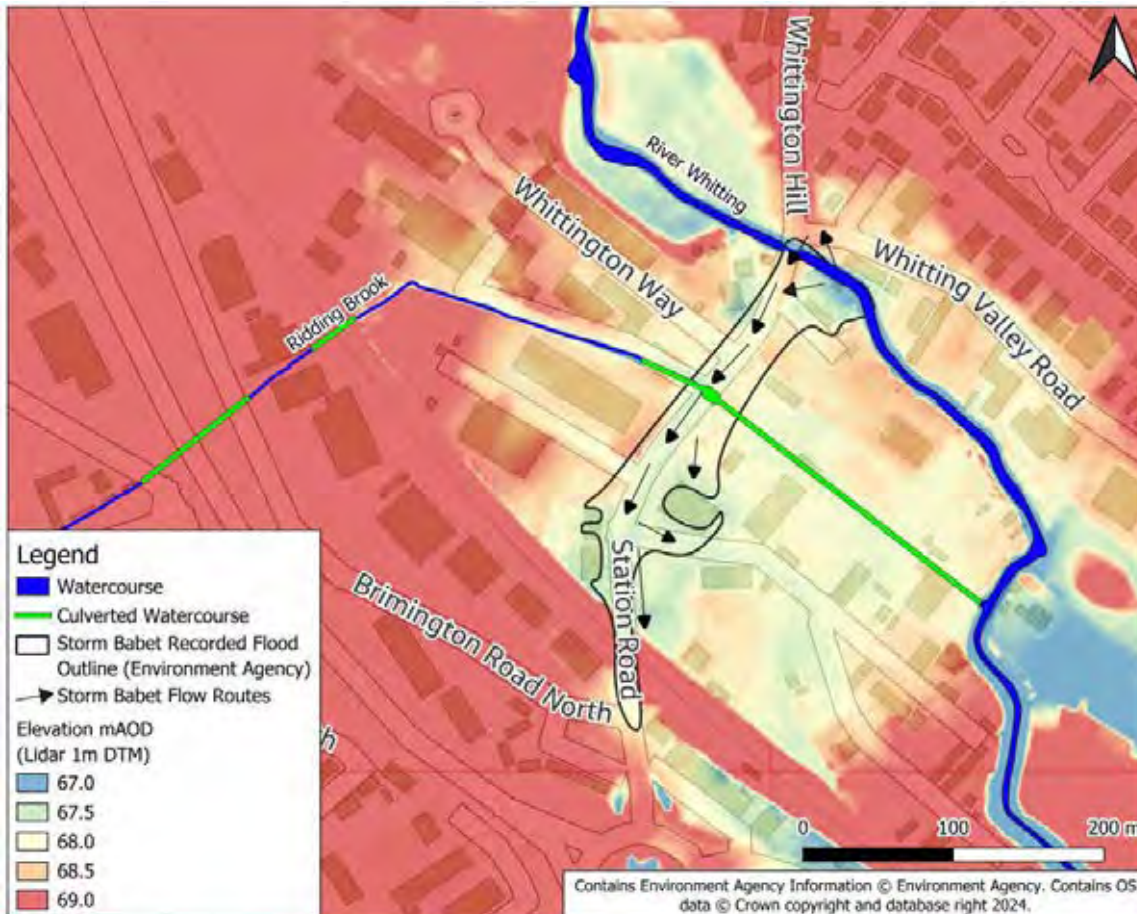 Whittington Hill
River Whitting
Whittington Way
Whitting Valley Road
Ridding Brook
Station Road
Brimington Road North
Legend
Watercourse
Culverted Watercourse
Storm Babet Recorded Flood
Outline (Environment Agency)
Storm Babet Flow Routes
Elevation mAOD
(Lidar 1m DTM)
67.0
67.5
68.0
68.5
69.0
0 100 200 m
Contains Environment Agency Information © Environment Agency. Contains OS
data © Crown copyright and database right 2024.